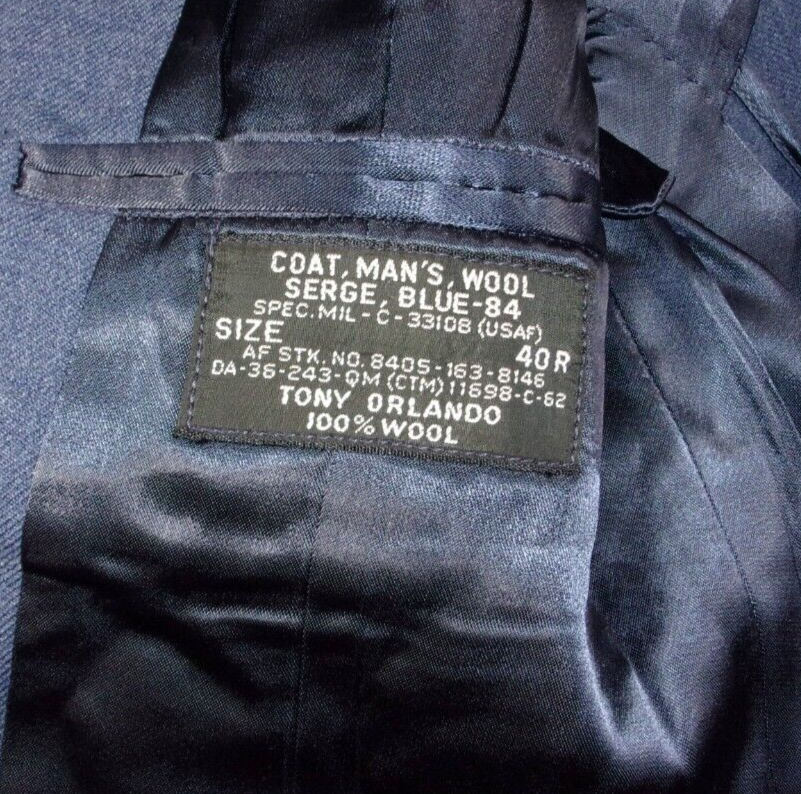 COAT, MAN'S, WOOL
SERGE, BLUE-84
SPEC. MIL-C-3310B (USAF)
SIZE 40R
AF STK. NO. 8405-163-8146
DA-36-243-QM (CTM) 11698-C-62
TONY ORLANDO
100% WOOL